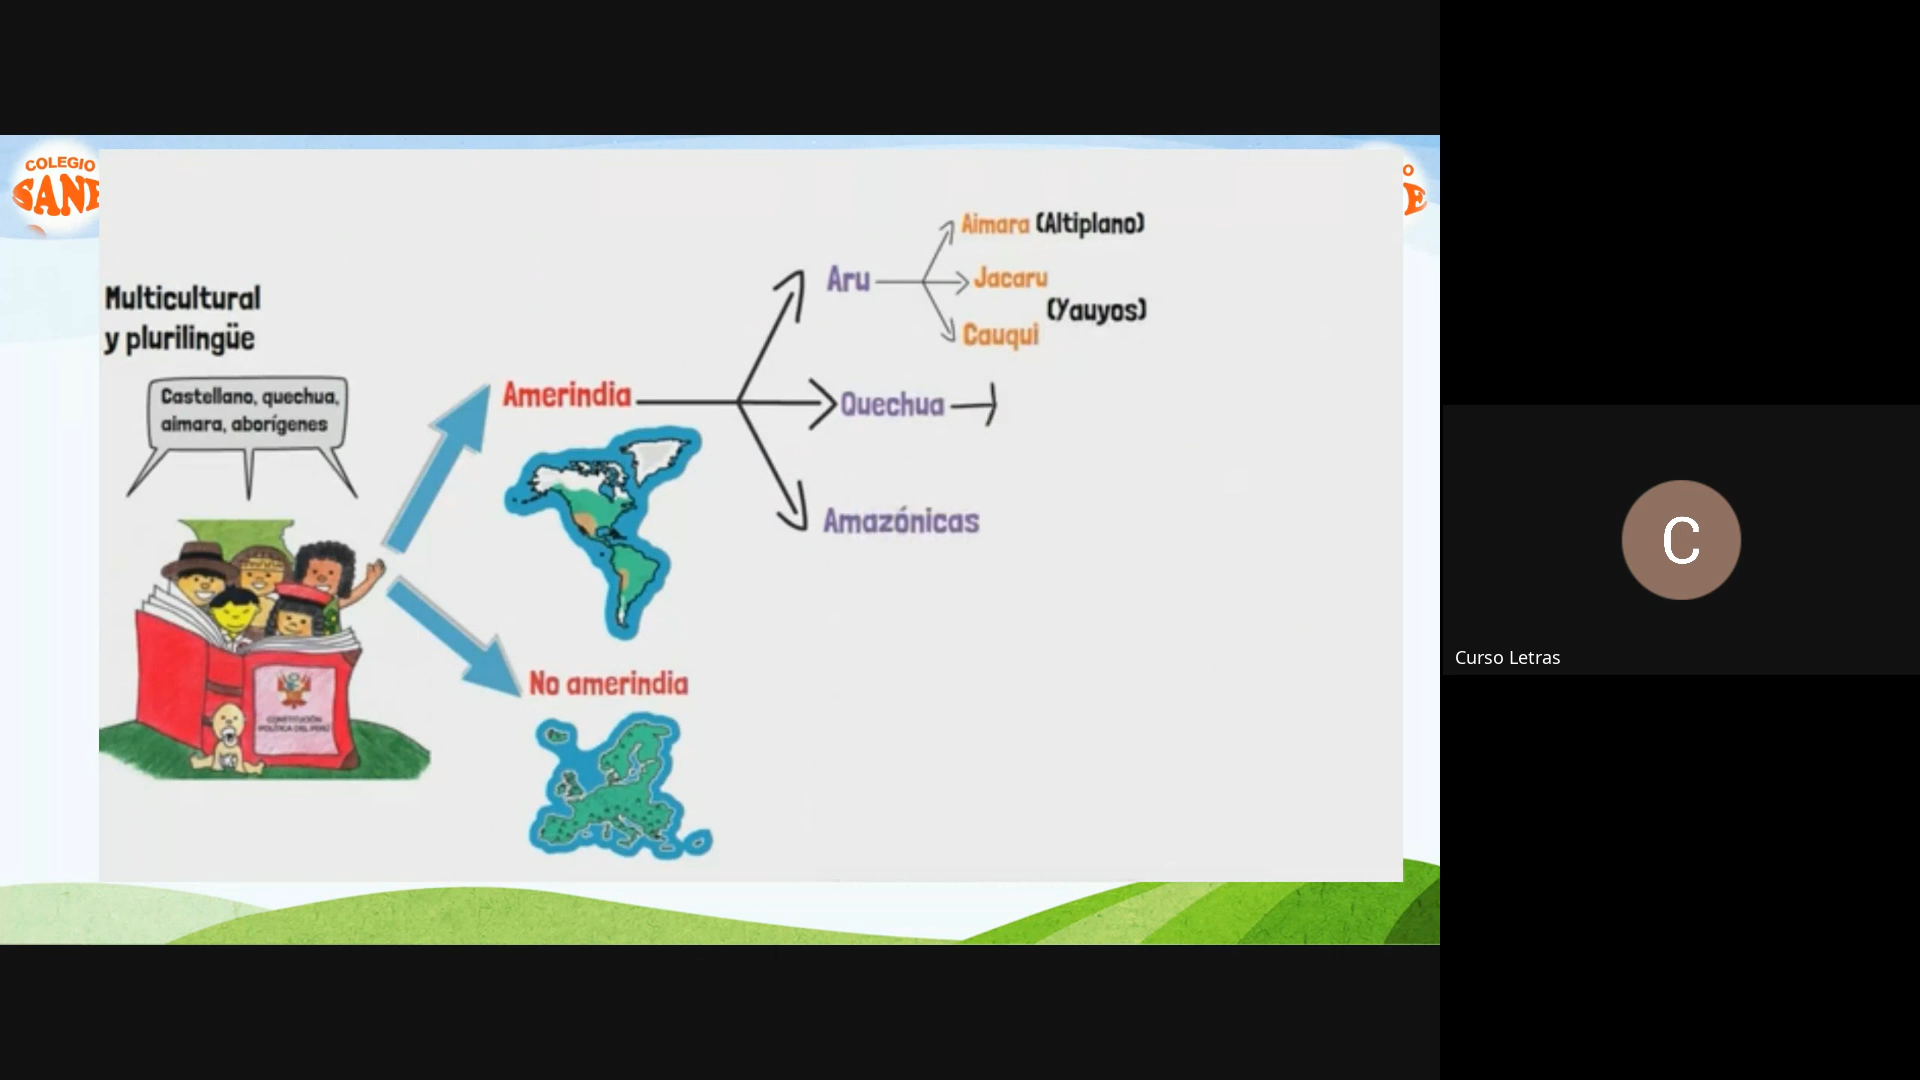 COLEGIO
Multicultural
y plurilingüe
Castellano, quechua,
aimara, aborígenes
CONSTITUCIÓN
POLÍTICA DEL PERÚ
Amerindia
No amerindia
Aru
Aimara (Altiplano)
Jacaru
(Yauyos)
Cauqui
Quechua
Amazónicas
C
Curso Letras